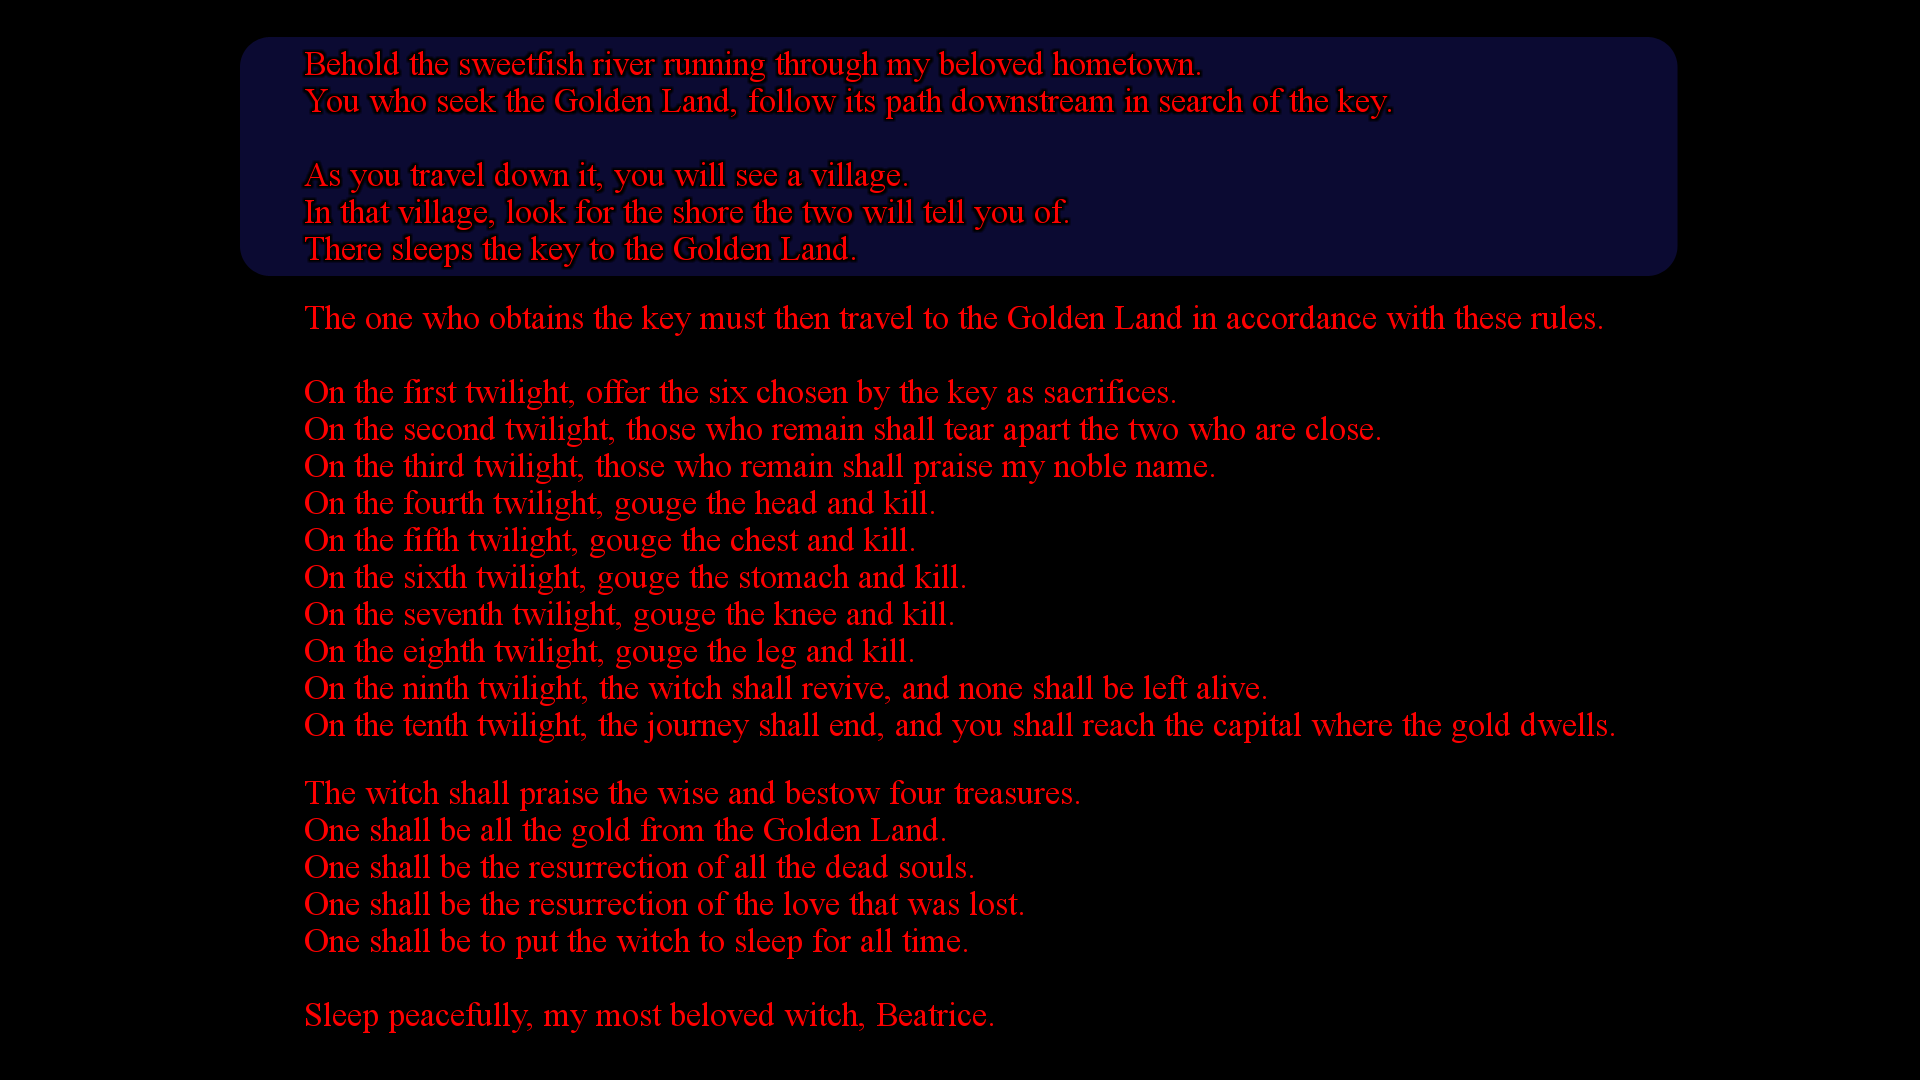 Behold the sweetfish river running through my beloved hometown.
You who seek the Golden Land, follow its path downstream in search of the key.
As you travel down it, you will see a village.
In that village, look for the shore the two will tell you of.
There sleeps the key to the Golden Land.
The one who obtains the key must then travel to the Golden Land in accordance with these rules.
On the first twilight, offer the six chosen by the key as sacrifices.
On the second twilight, those who remain shall tear apart the two who are close.
On the third twilight, those who remain shall praise my noble name.
On the fourth twilight, gouge the head and kill.
On the fifth twilight, gouge the chest and kill.
On the sixth twilight, gouge the stomach and kill.
On the seventh twilight, gouge the knee and kill.
On the eighth twilight, gouge the leg and kill.
On the ninth twilight, the witch shall revive, and none shall be left alive.
On the tenth twilight, the journey shall end, and you shall reach the capital where the gold dwells.
The witch shall praise the wise and bestow four treasures.
One shall be all the gold from the Golden Land.
One shall be the resurrection of all the dead souls.
One shall be the resurrection of the love that was lost.
One shall be to put the witch to sleep for all time.
Sleep peacefully, my most beloved witch, Beatrice.